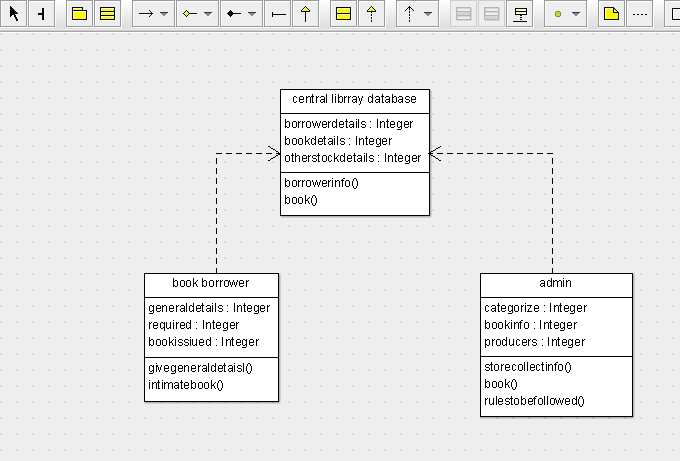 central librray database
borrowerdetails : Integer
bookdetails : Integer
otherstockdetails : Integer
borrowerinfo()
book()
book borrower
generaldetails : Integer
required : Integer
bookissiued : Integer
givegeneraldetaisl()
intimatebook()
admin
categorize : Integer
bookinfo : Integer
producers : Integer
storecollectinfo()
book()
rulestobefollowed()